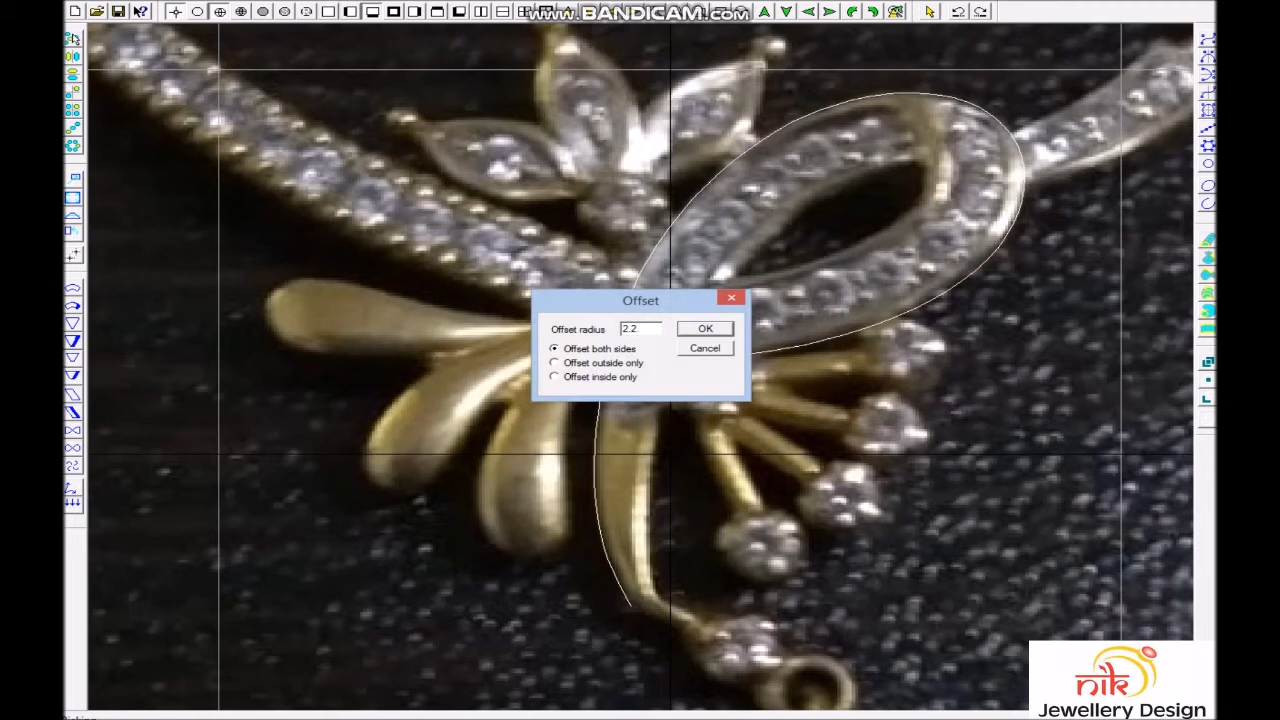 www.BANDICAM.com
Offset
Offset radius 2.2 OK
Offset both sides Cancel
Offset outside only
Offset inside only
नीक
Jewellery Design